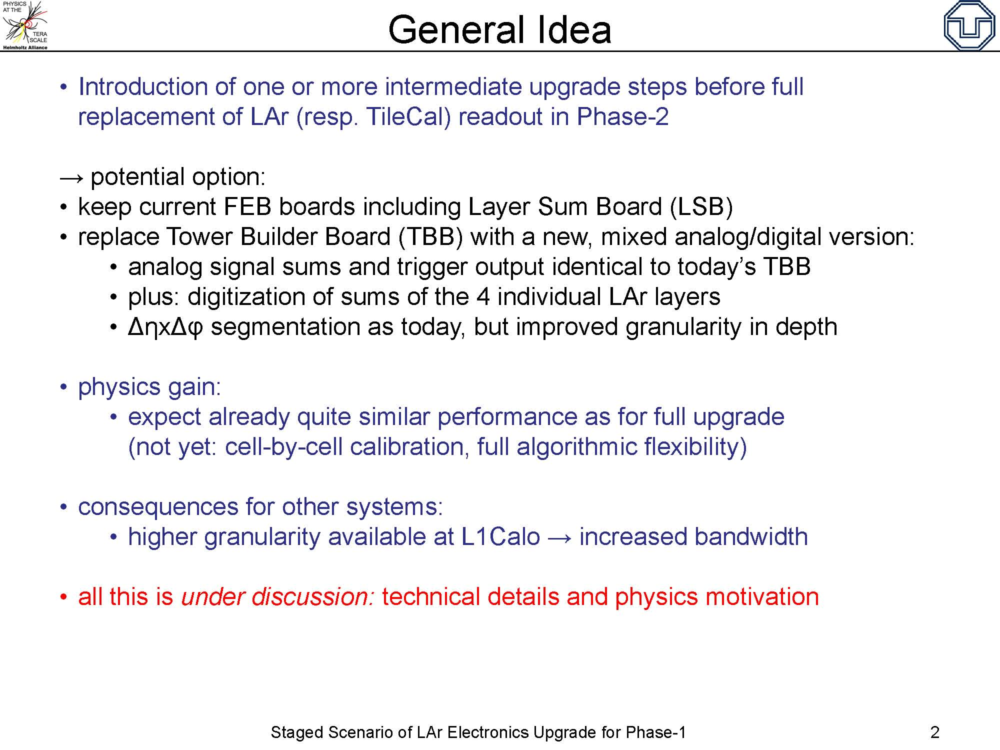 PHYSICS
AT THE
TERA
SCALE
Helmholtz Alliance
General Idea
• Introduction of one or more intermediate upgrade steps before full
replacement of LAr (resp. TileCal) readout in Phase-2
→ potential option:
• keep current FEB boards including Layer Sum Board (LSB)
• replace Tower Builder Board (TBB) with a new, mixed analog/digital version:
• analog signal sums and trigger output identical to today’s TBB
• plus: digitization of sums of the 4 individual LAr layers
• ΔηxΔφ segmentation as today, but improved granularity in depth
• physics gain:
• expect already quite similar performance as for full upgrade
(not yet: cell-by-cell calibration, full algorithmic flexibility)
• consequences for other systems:
• higher granularity available at L1Calo → increased bandwidth
• all this is under discussion: technical details and physics motivation
Staged Scenario of LAr Electronics Upgrade for Phase-1
2